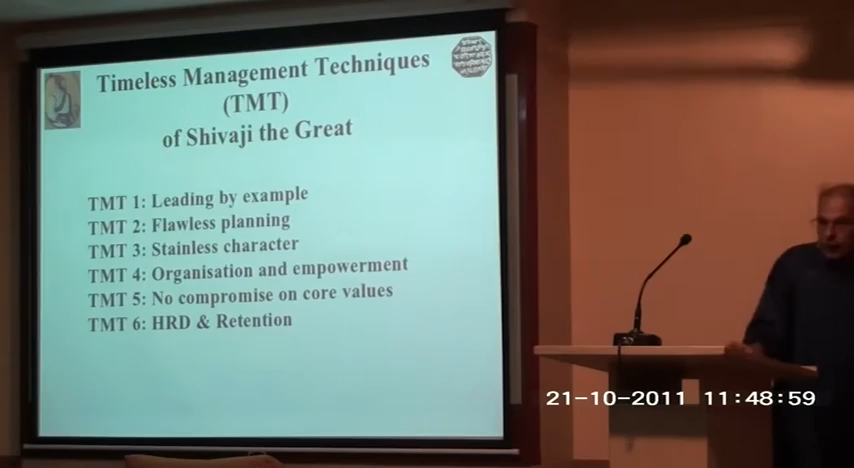 Timeless Management Techniques
(TMT)
of Shivaji the Great
TMT 1: Leading by example
TMT 2: Flawless planning
TMT 3: Stainless character
TMT 4: Organisation and empowerment
TMT 5: No compromise on core values
TMT 6: HRD & Retention
21-10-2011 11:48:59